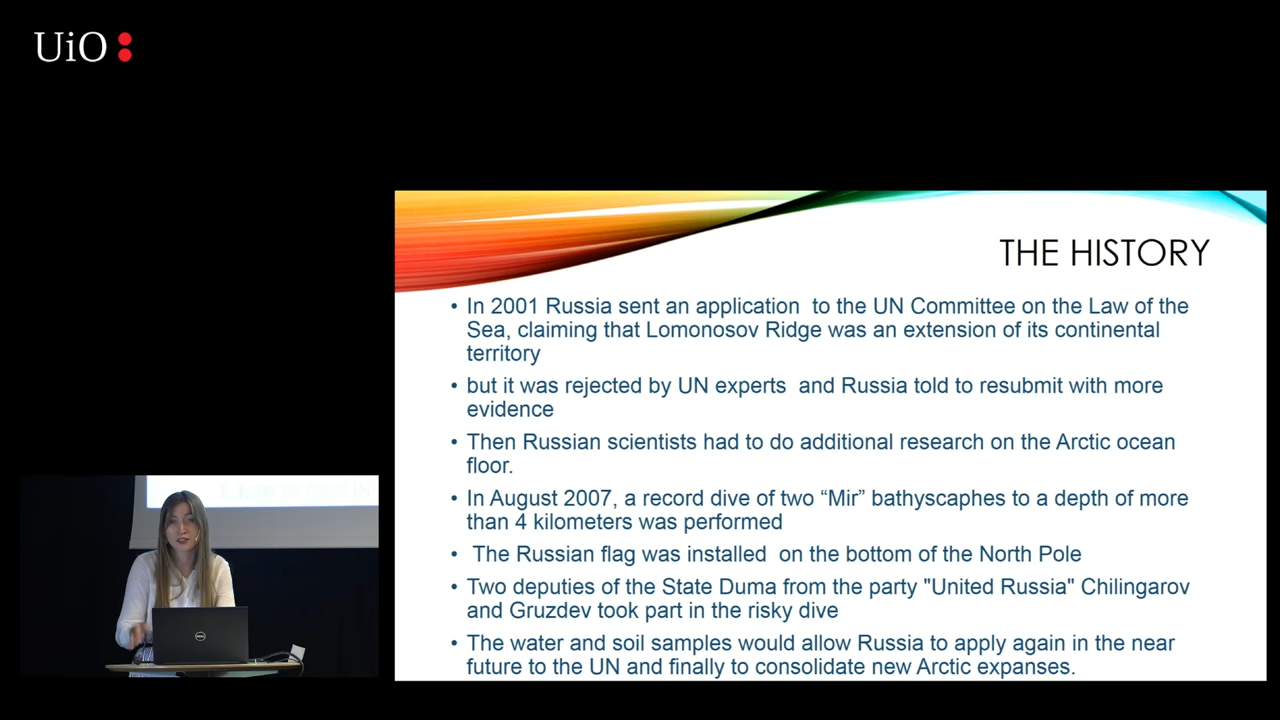 UiO
THE HISTORY
• In 2001 Russia sent an application to the UN Committee on the Law of the
Sea, claiming that Lomonosov Ridge was an extension of its continental
territory
• but it was rejected by UN experts and Russia told to resubmit with more
evidence
• Then Russian scientists had to do additional research on the Arctic ocean
floor.
• In August 2007, a record dive of two “Mir” bathyscaphes to a depth of more
than 4 kilometers was performed
• The Russian flag was installed on the bottom of the North Pole
• Two deputies of the State Duma from the party "United Russia" Chilingarov
and Gruzdev took part in the risky dive
• The water and soil samples would allow Russia to apply again in the near
future to the UN and finally to consolidate new Arctic expanses.
DELL